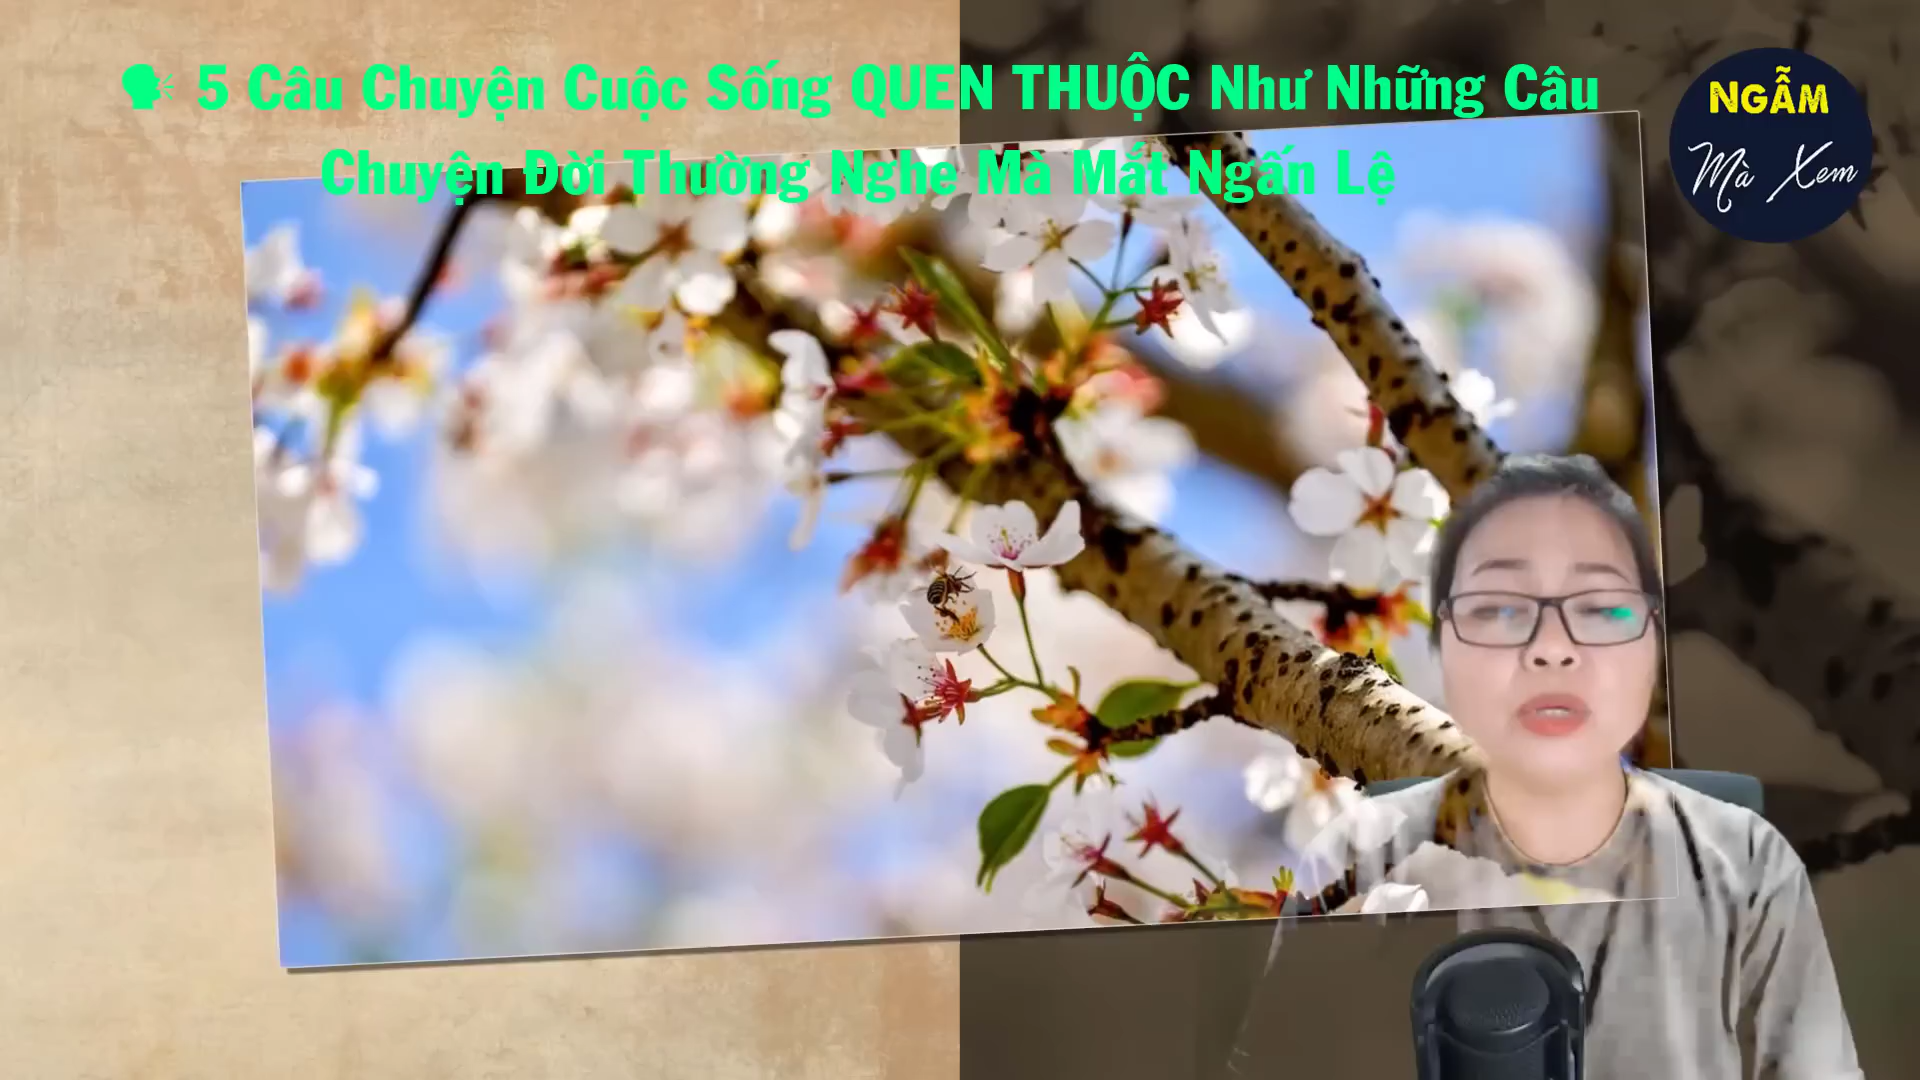 🗣 5 Câu Chuyện Cuộc Sống QUEN THUỘC Như Những Câu
Chuyện Đời Thường Nghe Mà Mắt Ngấn Lệ
NGẪM
Mà Xem